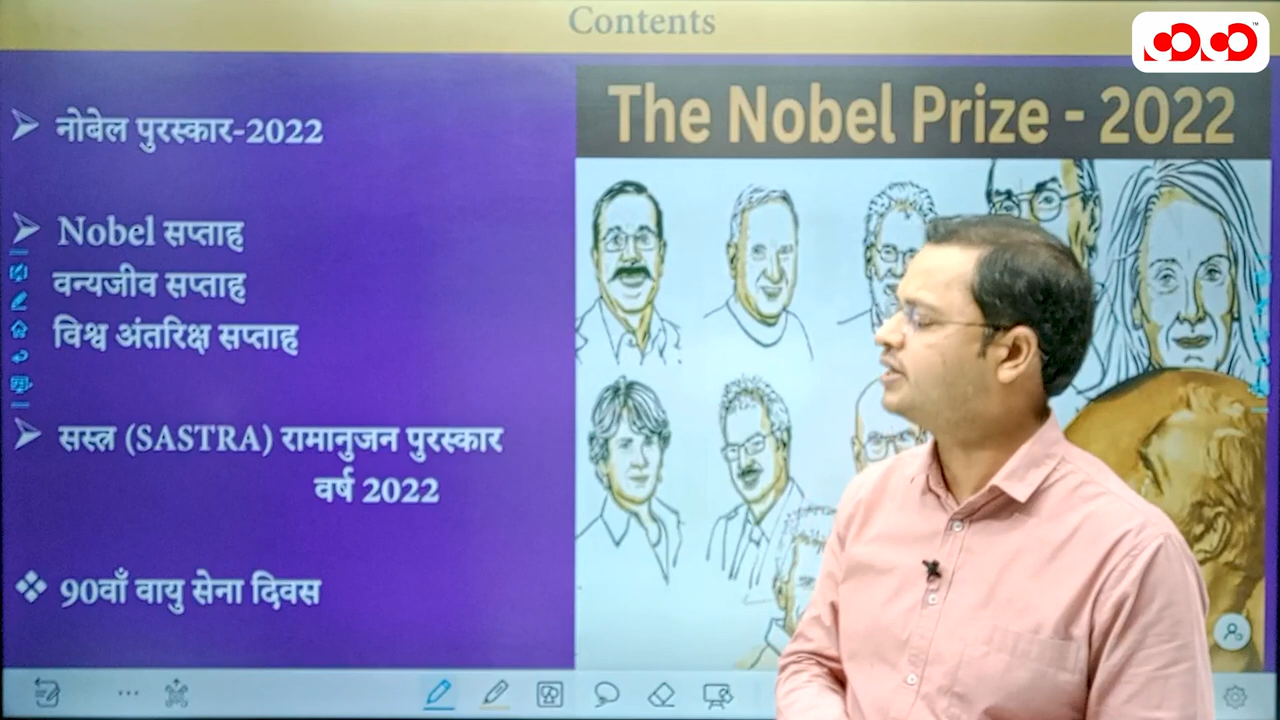 Contents
The Nobel Prize - 2022
नोबेल पुरस्कार-2022
Nobel सप्ताह
वन्यजीव सप्ताह
विश्व अंतरिक्ष सप्ताह
सस्त्र (SASTRA) रामानुजन पुरस्कार
वर्ष 2022
90वाँ वायु सेना दिवस